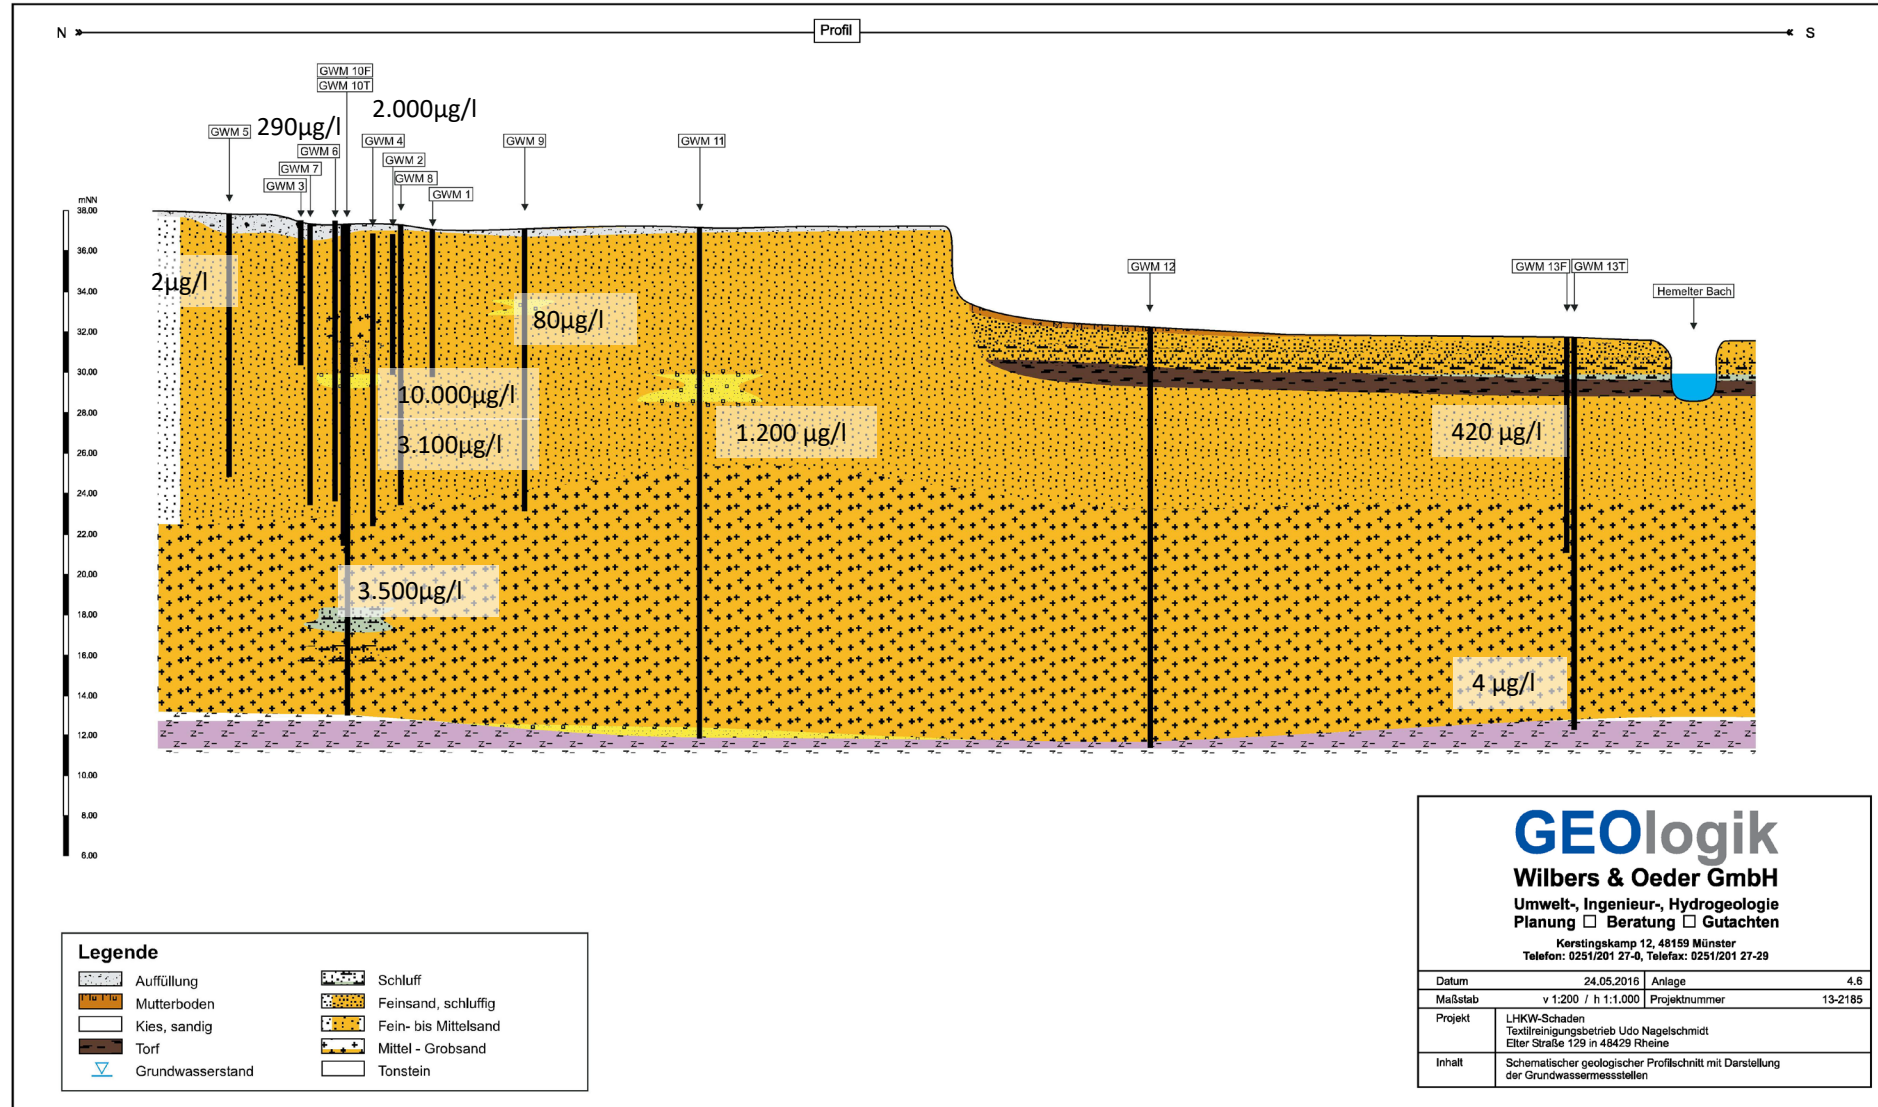 N
Profil
S
GWM 10F
GWM 10T
2.000µg/l
290µg/l
GWM 5
GWM 6
GWM 4
GWM 9
GWM 11
GWM 7
GWM 2
GWM 3
GWM 8
GWM 1
mNN
38.00
36.00
34.00
32.00
30.00
28.00
26.00
24.00
22.00
20.00
18.00
16.00
14.00
12.00
10.00
8.00
6.00
GWM 12
GWM 13F
GWM 13T
Hemelter Bach
2µg/l
80µg/l
10.000µg/l
3.100µg/l
1.200 µg/l
420 µg/l
3.500µg/l
4 µg/l
Legende
Auffüllung
Mutterboden
Kies, sandig
Torf
Grundwasserstand
Schluff
Feinsand, schluffig
Fein- bis Mittelsand
Mittel - Grobsand
Tonstein
GEOlogik
Wilbers & Oeder GmbH
Umwelt-, Ingenieur-, Hydrogeologie
Planung □ Beratung □ Gutachten
Kerstingskamp 12, 48159 Münster
Telefon: 0251/201 27-0, Telefax: 0251/201 27-29
Datum 24.05.2016 Anlage 4.6
Maßstab v 1:200 / h 1:1.000 Projektnummer 13-2185
Projekt LHKW-Schaden
Textilreinigungsbetrieb Udo Nagelschmidt
Elter Straße 129 in 48429 Rheine
Inhalt Schematischer geologischer Profilschnitt mit Darstellung
der Grundwassermessstellen